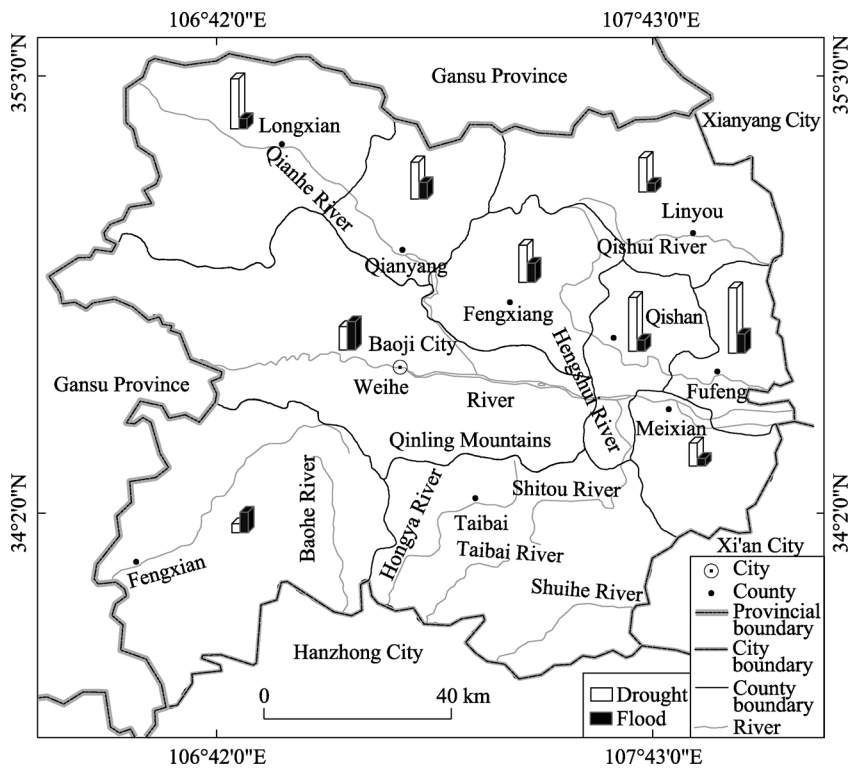 106°42'0"E 107°43'0"E
35°3'0"N 35°3'0"N
Gansu Province
Xianyang City
Longxian
Qianhe River
Linyou
Qishui River
Qianyang
Fengxiang
Qishan
Hengshui River
Baoji City
Gansu Province
Weihe
River
Fufeng
Meixian
Qinling Mountains
34°2'0"N 34°2'0"N
Baohe River
Hongya River
Shitou River
Taibai
Taibai River
Fengxian
Shuihe River
Xi'an City
Hanzhong City
City
County
Provincial
boundary
City
boundary
County
boundary
River
0 40 km
Drought
Flood
106°42'0"E 107°43'0"E